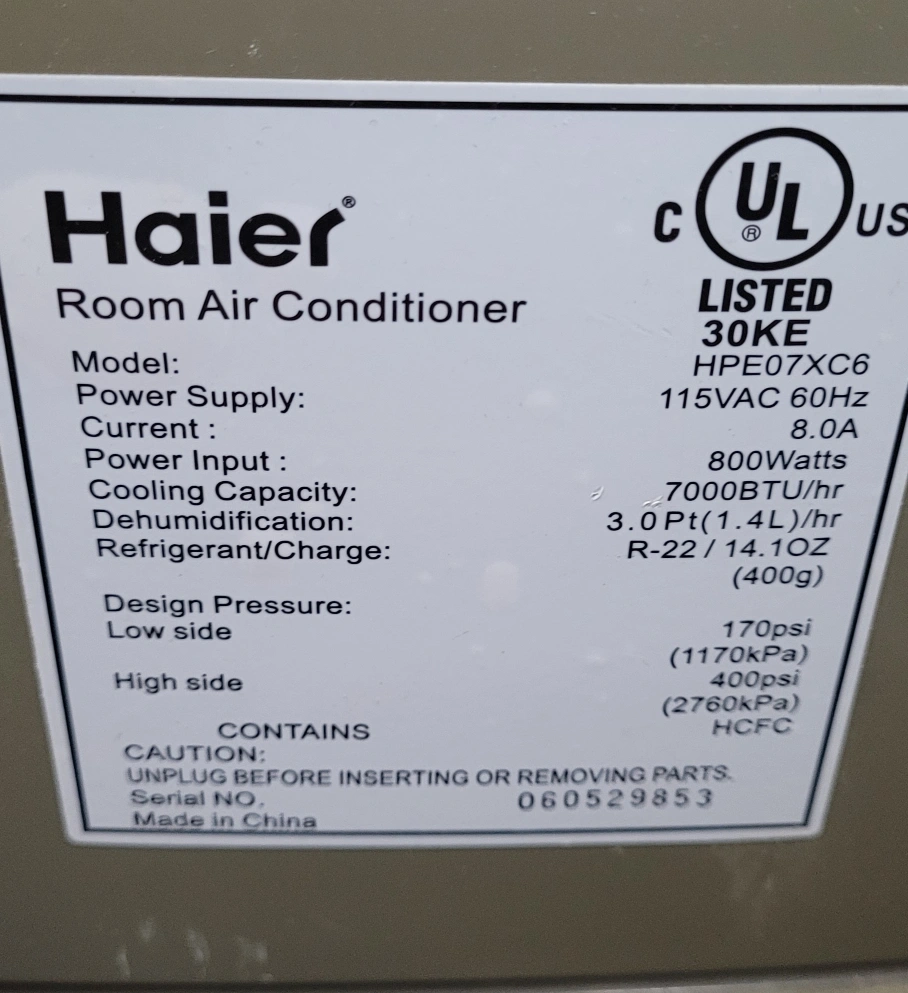 Haier®
C UL® US
LISTED
30KE
Room Air Conditioner
Model: HPE07XC6
Power Supply: 115VAC 60Hz
Current : 8.0A
Power Input : 800Watts
Cooling Capacity: 7000BTU/hr
Dehumidification: 3.0Pt(1.4L)/hr
Refrigerant/Charge: R-22 / 14.1OZ
(400g)
Design Pressure:
Low side 170psi
(1170kPa)
High side 400psi
(2760kPa)
CONTAINS HCFC
CAUTION:
UNPLUG BEFORE INSERTING OR REMOVING PARTS.
Serial NO. 060529853
Made in China